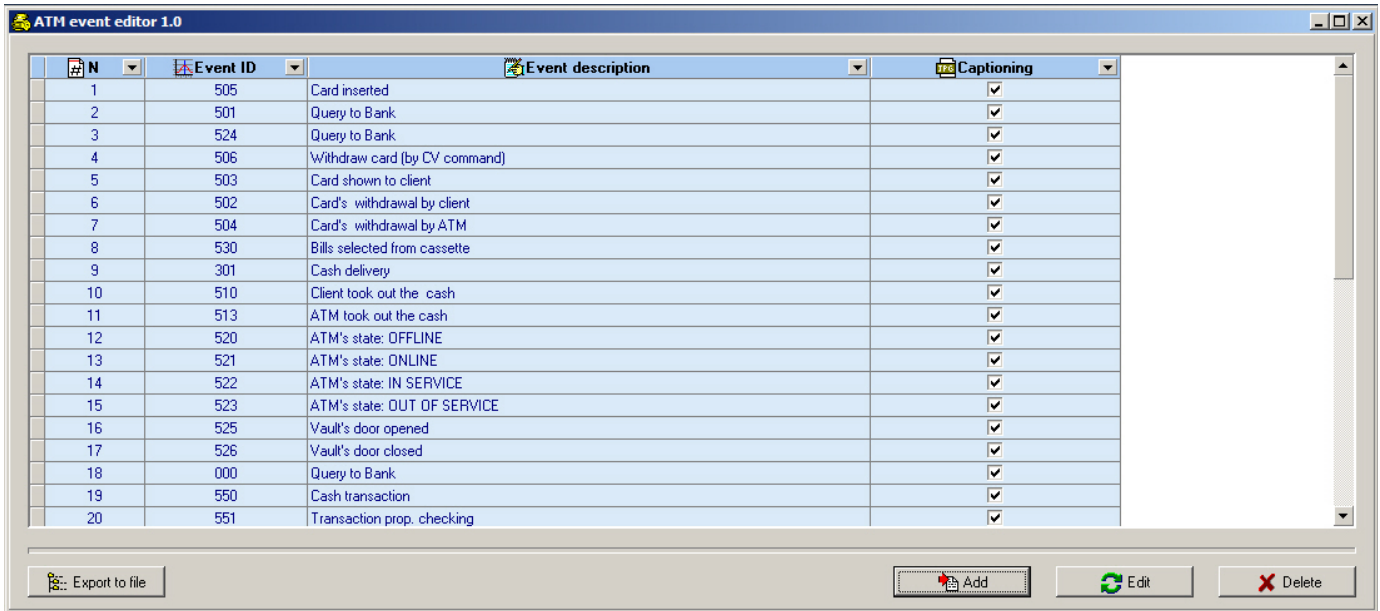 ATM event editor 1.0
N Event ID Event description Captioning
1 505 Card inserted
2 501 Query to Bank
3 524 Query to Bank
4 506 Withdraw card (by CV command)
5 503 Card shown to client
6 502 Card's  withdrawal by client
7 504 Card's  withdrawal by ATM
8 530 Bills selected from cassette
9 301 Cash delivery
10 510 Client took out the  cash
11 513 ATM took out the cash
12 520 ATM's state: OFFLINE
13 521 ATM's state: ONLINE
14 522 ATM's state: IN SERVICE
15 523 ATM's state: OUT OF SERVICE
16 525 Vault's door opened
17 526 Vault's door closed
18 000 Query to Bank
19 550 Cash transaction
20 551 Transaction prop. checking
Export to file Add Edit Delete